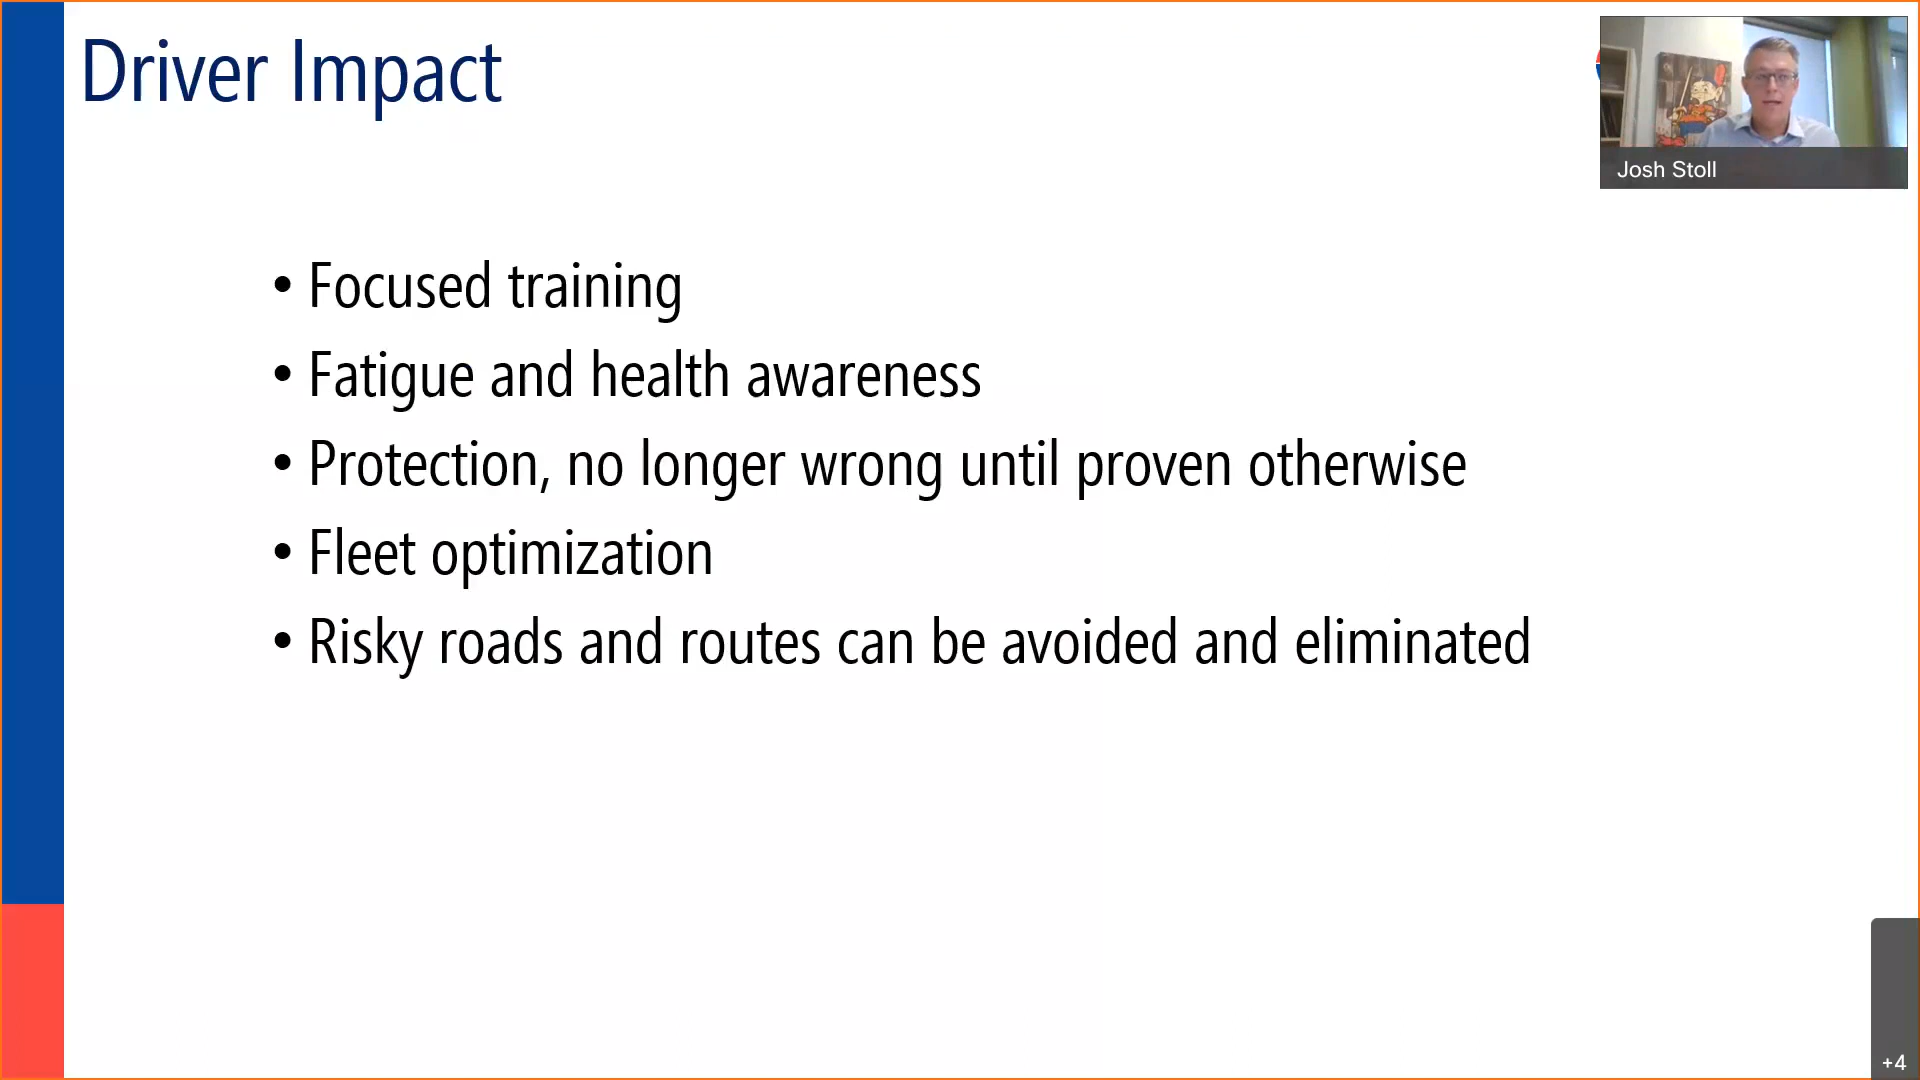 Driver Impact
Josh Stoll
• Focused training
• Fatigue and health awareness
• Protection, no longer wrong until proven otherwise
• Fleet optimization
• Risky roads and routes can be avoided and eliminated
+4